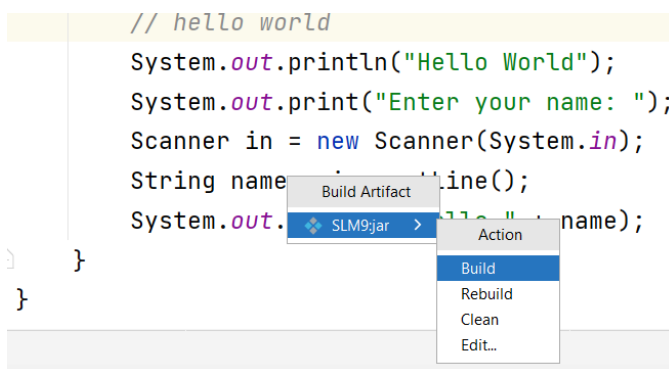 // hello world
System.out.println("Hello World");
System.out.print("Enter your name: ");
Scanner in = new Scanner(System.in);
String name Line();
Build Artifact
System.out. " name);
SLM9:jar
Action
}
Build
Rebuild
}
Clean
Edit...